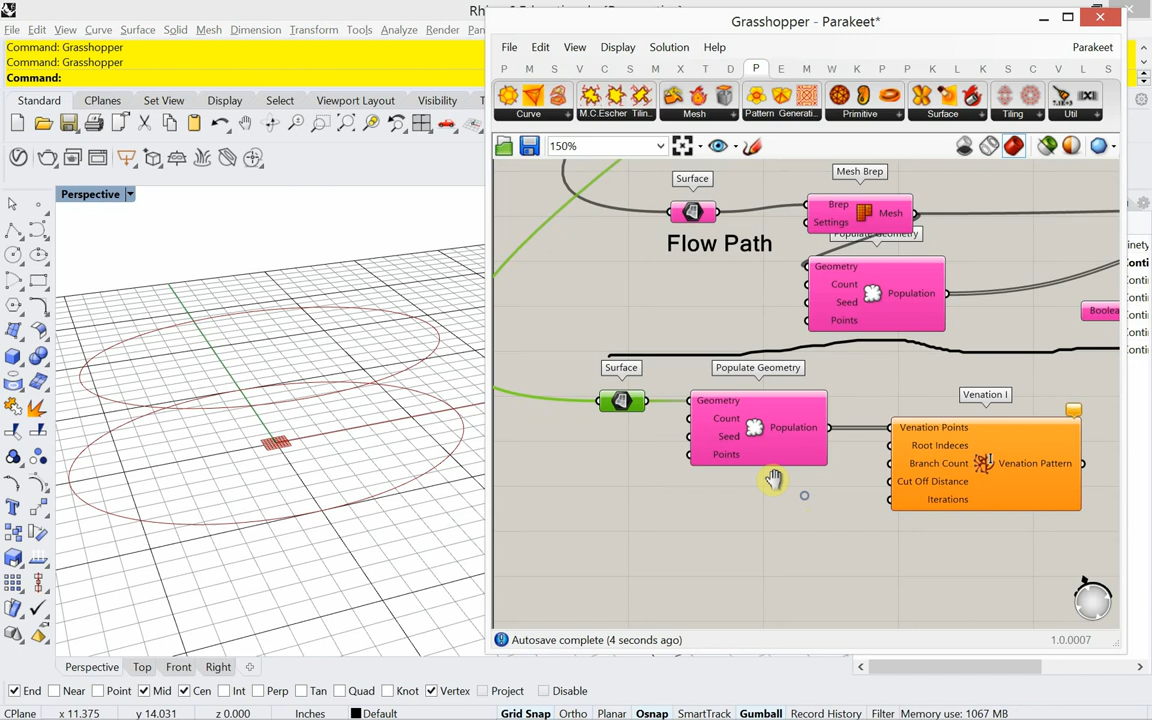 Grasshopper - Parakeet*
File Edit View Curve Surface Solid Mesh Dimension Transform Tools Analyze Render
Command: Grasshopper
Command: Grasshopper
Command:
Standard CPlanes Set View Display Select Viewport Layout Visibility
Perspective
File Edit View Display Solution Help Parakeet
P M S V C S M X T D P E M W K P K L C V L S
Curve M.C.Escher Tilin... Mesh Pattern Generati... Primitive Surface Tiling Util
150%
Surface
Mesh Brep
Brep
Settings
Mesh
Flow Path
Populate Geometry
Geometry
Count
Seed
Points
Population
Boolea
Surface
Populate Geometry
Geometry
Count
Seed
Points
Population
Venation I
Venation Points
Root Indeces
Branch Count
Cut Off Distance
Iterations
Venation Pattern
Autosave complete (4 seconds ago)
1.0.0007
Perspective Top Front Right
End Near Point Mid Cen Int Perp Tan Quad Knot Vertex Project Disable
CPlane x 11.375 y 14.031 z 0.000 Inches Default Grid Snap Ortho Planar Osnap SmartTrack Gumball Record History Filter Memory use: 1067 MB